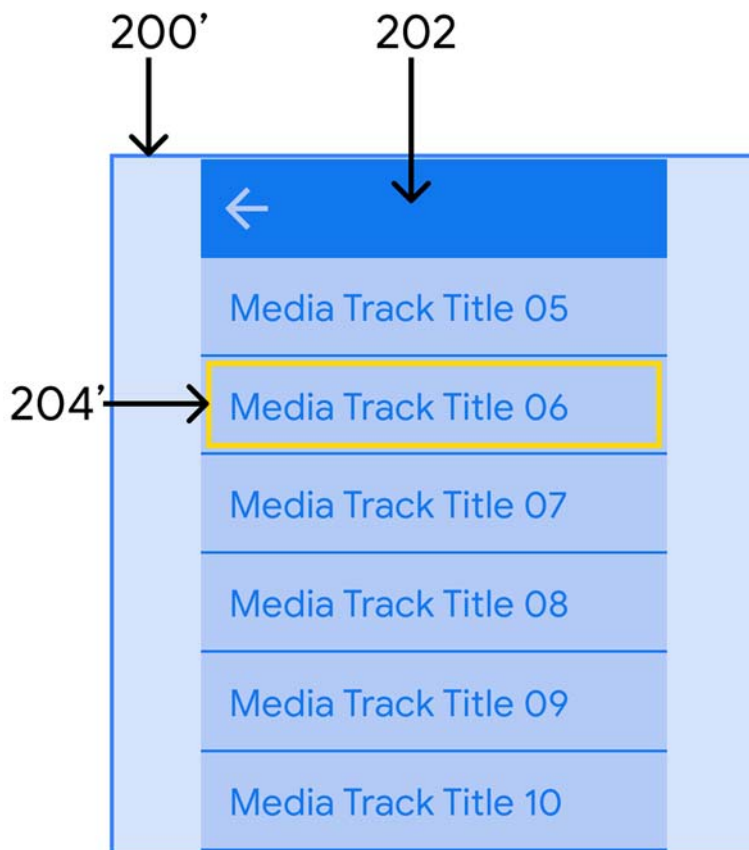 200’ 202
Media Track Title 05
204’ Media Track Title 06
Media Track Title 07
Media Track Title 08
Media Track Title 09
Media Track Title 10